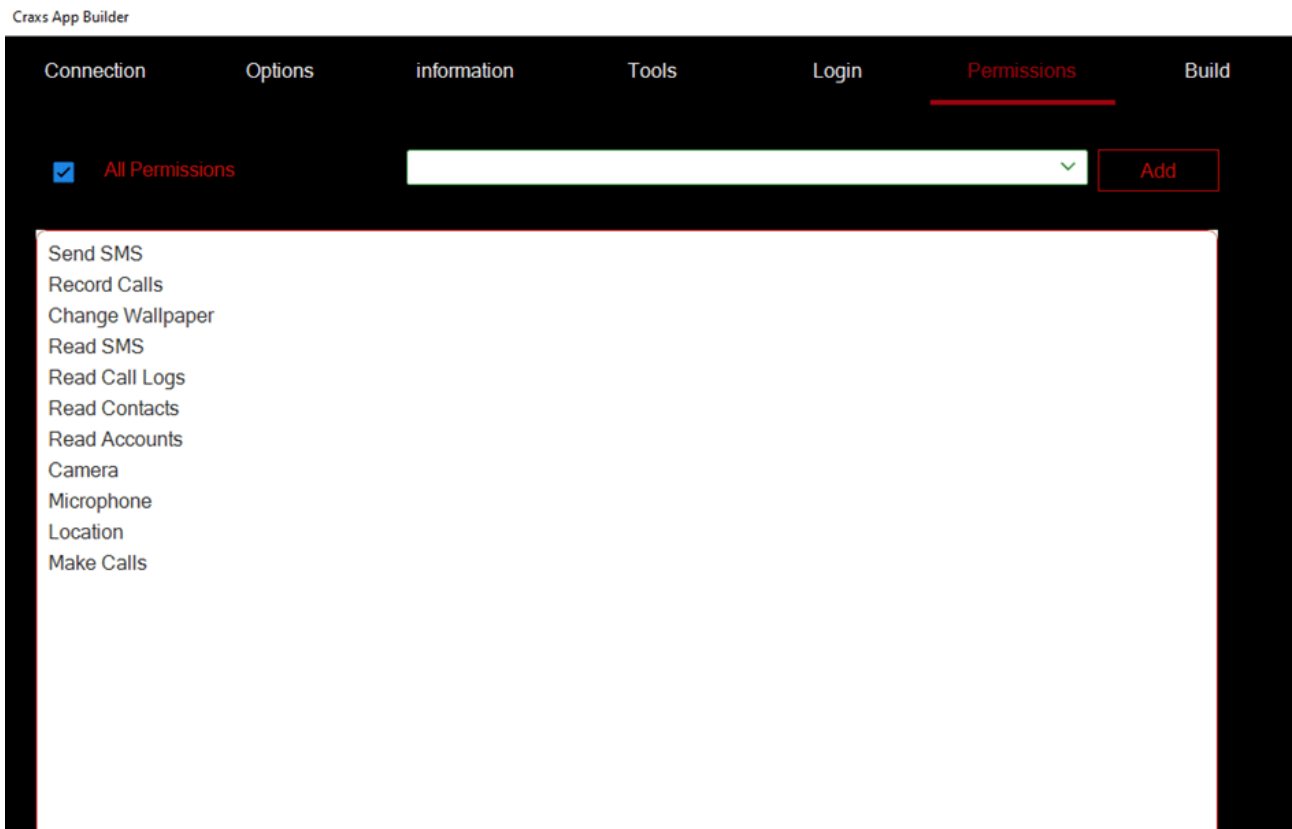 Craxs App Builder
Connection Options information Tools Login Permissions Build
All Permissions Add
Send SMS
Record Calls
Change Wallpaper
Read SMS
Read Call Logs
Read Contacts
Read Accounts
Camera
Microphone
Location
Make Calls